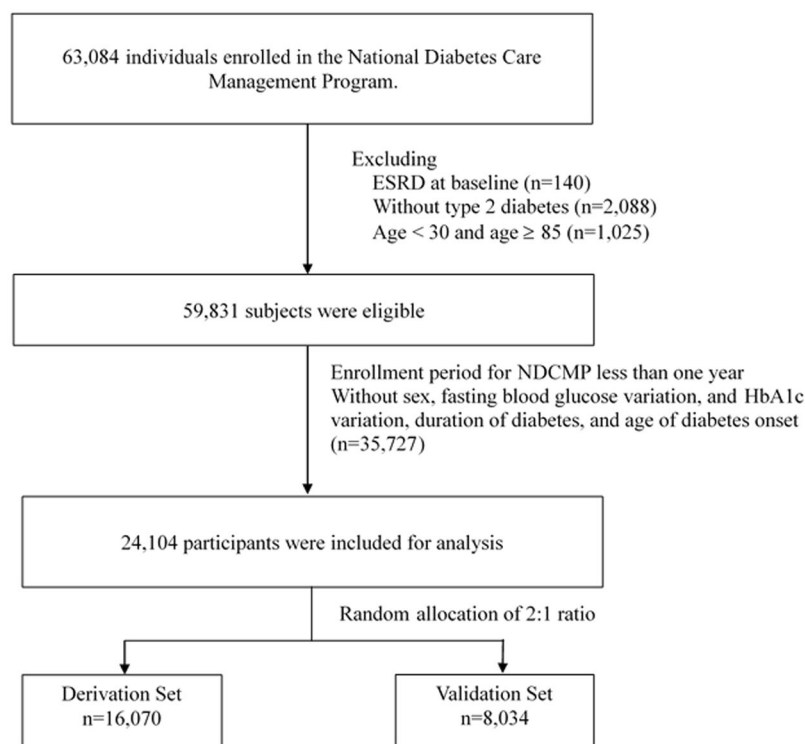 63,084 individuals enrolled in the National Diabetes Care
Management Program.
Excluding
ESRD at baseline (n=140)
Without type 2 diabetes (n=2,088)
Age < 30 and age ≥ 85 (n=1,025)
59,831 subjects were eligible
Enrollment period for NDCMP less than one year
Without sex, fasting blood glucose variation, and HbA1c
variation, duration of diabetes, and age of diabetes onset
(n=35,727)
24,104 participants were included for analysis
Random allocation of 2:1 ratio
Derivation Set
n=16,070
Validation Set
n=8,034